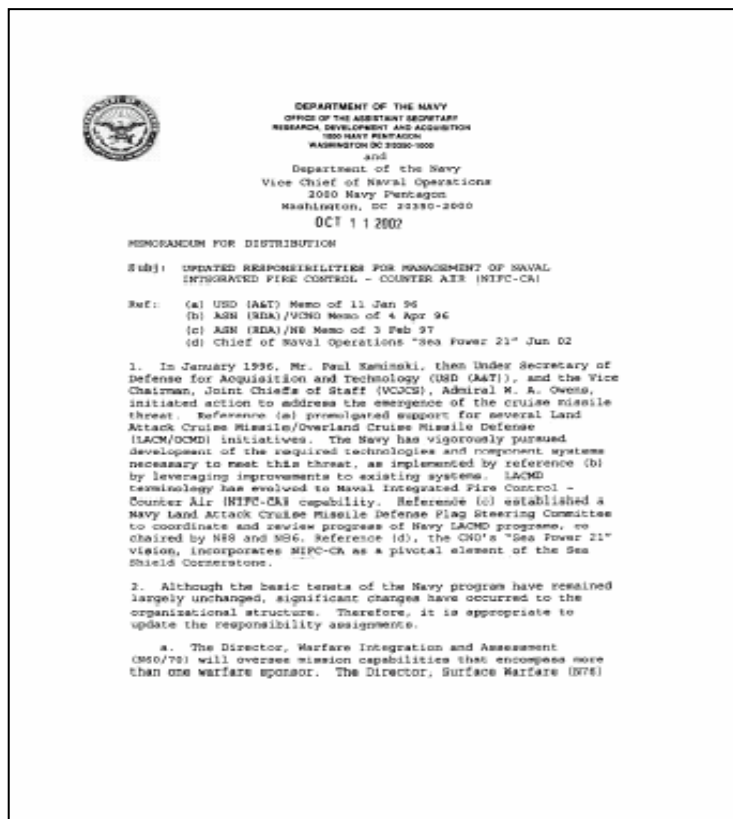 DEPARTMENT OF THE NAVY
OFFICE OF THE ASSISTANT SECRETARY
RESEARCH, DEVELOPMENT AND ACQUISITION
1000 NAVY PENTAGON
WASHINGTON DC 20350-1000
and
Department of the Navy
Vice Chief of Naval Operations
2000 Navy Pentagon
Washington, DC 20350-2000
OCT 11 2002
MEMORANDUM FOR DISTRIBUTION
Subj: UPDATED RESPONSIBILITIES FOR MANAGEMENT OF NAVAL
INTEGRATED FIRE CONTROL - COUNTER AIR (NIFC-CA)
Ref: (a) USD (A&T) Memo of 11 Jan 96
(b) ASN (RDA)/VCNO Memo of 4 Apr 96
(c) ASN (RDA)/N8 Memo of 3 Feb 97
(d) Chief of Naval Operations "Sea Power 21" Jun 02
1. In January 1996, Mr. Paul Kaminski, then Under Secretary of
Defense for Acquisition and Technology (USD (A&T)), and the Vice
Chairman, Joint Chiefs of Staff (VCJCS), Admiral W. A. Owens,
initiated action to address the emergence of the cruise missile
threat. Reference (a) promulgated support for several Land
Attack Cruise Missile/Overland Cruise Missile Defense
(LACM/OCMD) initiatives. The Navy has vigorously pursued
development of the required technologies and component systems
necessary to meet this threat, as implemented by reference (b)
by leveraging improvements to existing systems. LACMD
terminology has evolved to Naval Integrated Fire Control -
Counter Air (NIFC-CA) capability. Reference (c) established a
Navy Land Attack Cruise Missile Defense Flag Steering Committee
to coordinate and review progress of Navy LACMD programs, co
chaired by N88 and N86. Reference (d), the CNO's "Sea Power 21"
vision, incorporates NIFC-CA as a pivotal element of the Sea
Shield Cornerstone.
2. Although the basic tenets of the Navy program have remained
largely unchanged, significant changes have occurred to the
organizational structure. Therefore, it is appropriate to
update the responsibility assignments.
a. The Director, Warfare Integration and Assessment
(N60/70) will oversee mission capabilities that encompass more
than one warfare sponsor. The Director, Surface Warfare (N76)